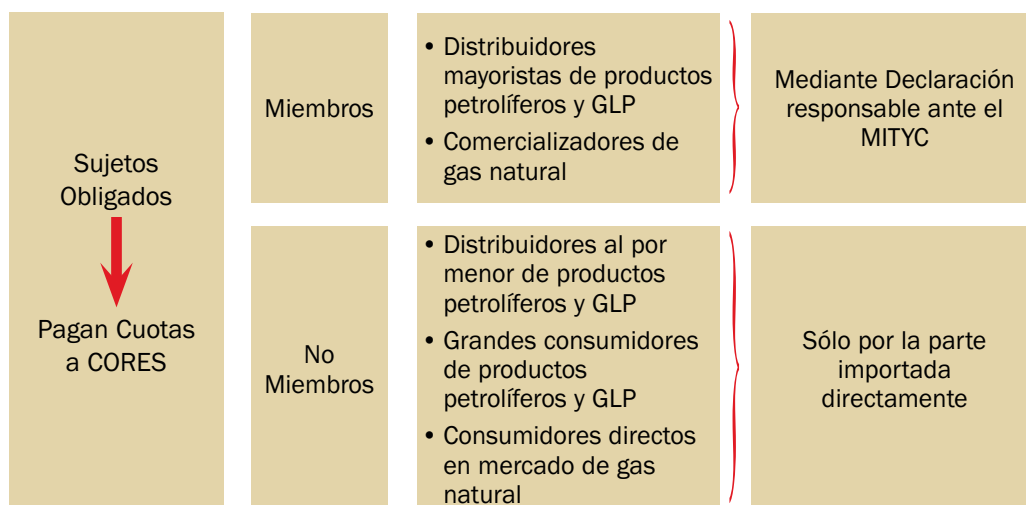 Sujetos
Obligados
Pagan Cuotas
a CORES
Miembros
• Distribuidores
mayoristas de productos
petrolíferos y GLP
• Comercializadores de
gas natural
Mediante Declaración
responsable ante el
MITYC
No
Miembros
• Distribuidores al por
menor de productos
petrolíferos y GLP
• Grandes consumidores
de productos
petrolíferos y GLP
• Consumidores directos
en mercado de gas
natural
Sólo por la parte
importada
directamente